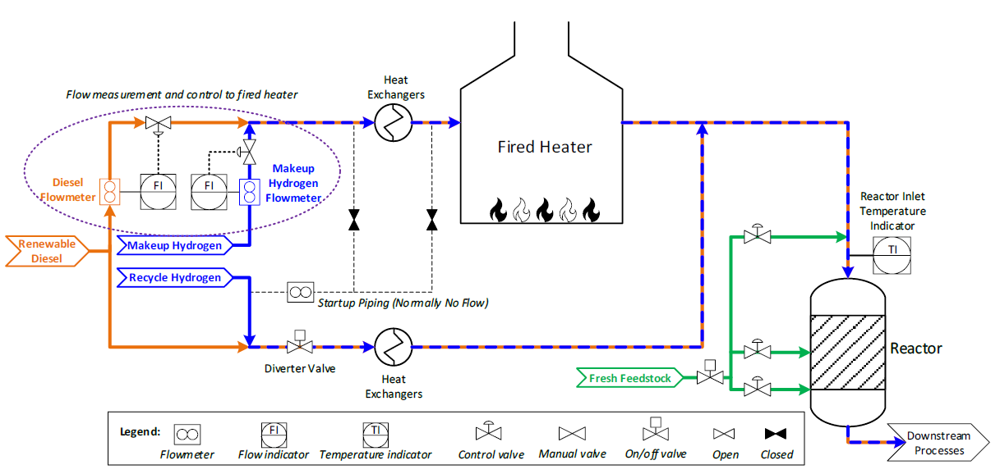 Heat
Exchangers
Flow measurement and control to fired heater
Fired Heater
Diesel
Flowmeter
FI
FI
Makeup
Hydrogen
Flowmeter
Reactor Inlet
Temperature
Indicator
TI
Renewable
Diesel
Makeup Hydrogen
Recycle Hydrogen
Startup Piping (Normally No Flow)
Diverter Valve
Heat
Exchangers
Fresh Feedstock
Reactor
Legend:
FI
TI
Flowmeter
Flow indicator
Temperature indicator
Control valve
Manual valve
On/off valve
Open
Closed
Downstream
Processes